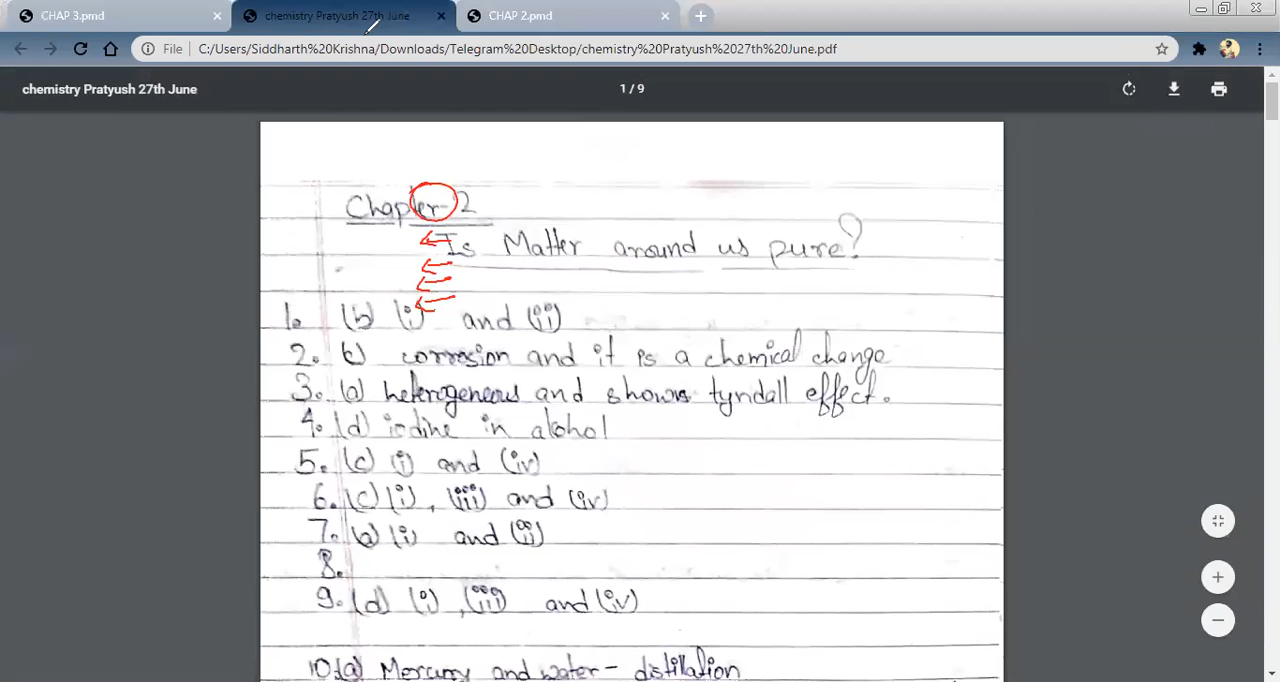 CHAP 3.pmd
chemistry Pratyush 27th June
CHAP 2.pmd
File C:/Users/Siddharth%20Krishna/Downloads/Telegram%20Desktop/chemistry%20Pratyush%2027th%20June.pdf
chemistry Pratyush 27th June
1 / 9
Chapter-2
Is Matter around us pure?
1. (b) (i) and (ii)
2. (c) corrosion and it is a chemical change
3. (a) heterogeneous and shows tyndall effect.
4. (d) iodine in alohol
5. (c) (i) and (iv)
6. (c) (i), (iii) and (iv)
7. (a) (i) and (ii)
8.
9. (d) (i), (iii) and (iv)
10. (a) Mercury and water - distillation